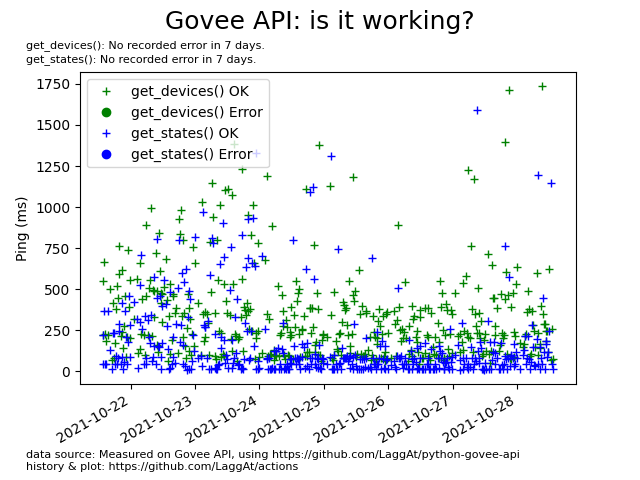 Govee API: is it working?
get_devices(): No recorded error in 7 days.
get_states(): No recorded error in 7 days.
get_devices() OK
get_devices() Error
get_states() OK
get_states() Error
Ping (ms)
1750
1500
1250
1000
750
500
250
0
2021-10-22
2021-10-23
2021-10-24
2021-10-25
2021-10-26
2021-10-27
2021-10-28
data source: Measured on Govee API, using https://github.com/LaggAt/python-govee-api
history & plot: https://github.com/LaggAt/actions